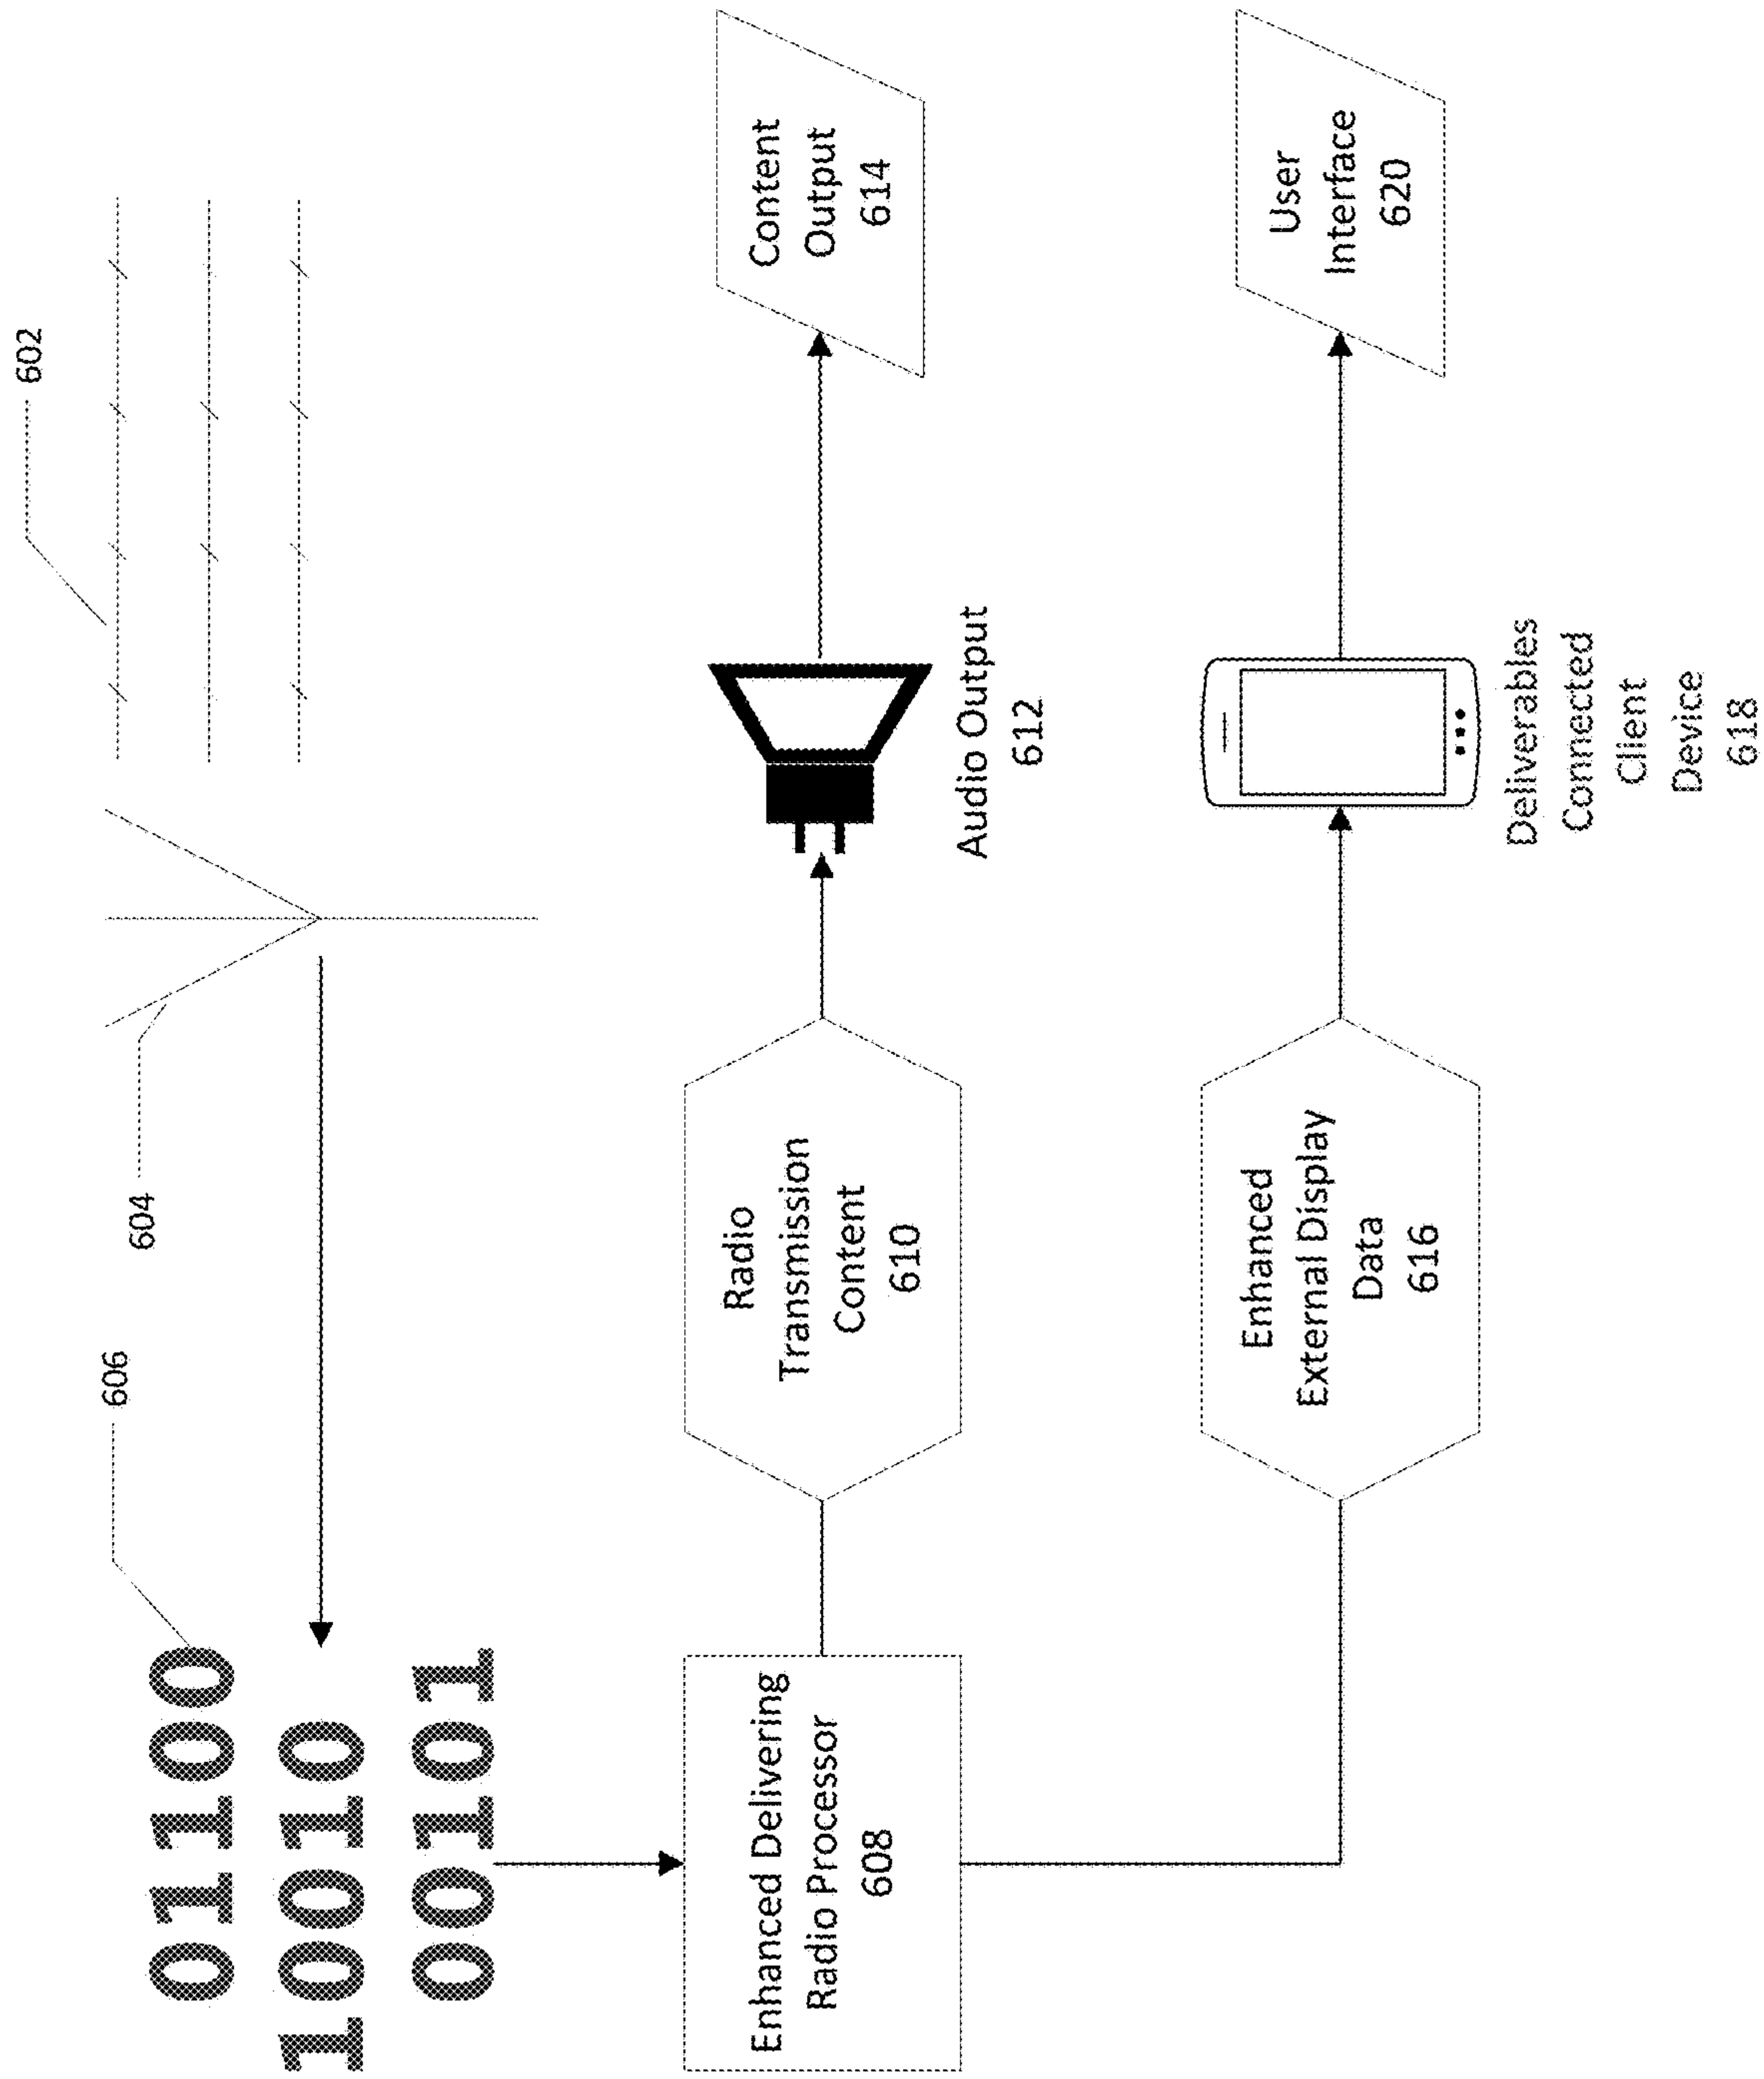 602
604
606
01100
10010
00101
Enhanced Delivering
Radio Processor
608
Radio
Transmission
Content
610
Audio Output
612
Content
Output
614
Enhanced
External Display
Data
616
Deliverables
Connected
Client
Device
618
User
Interface
620